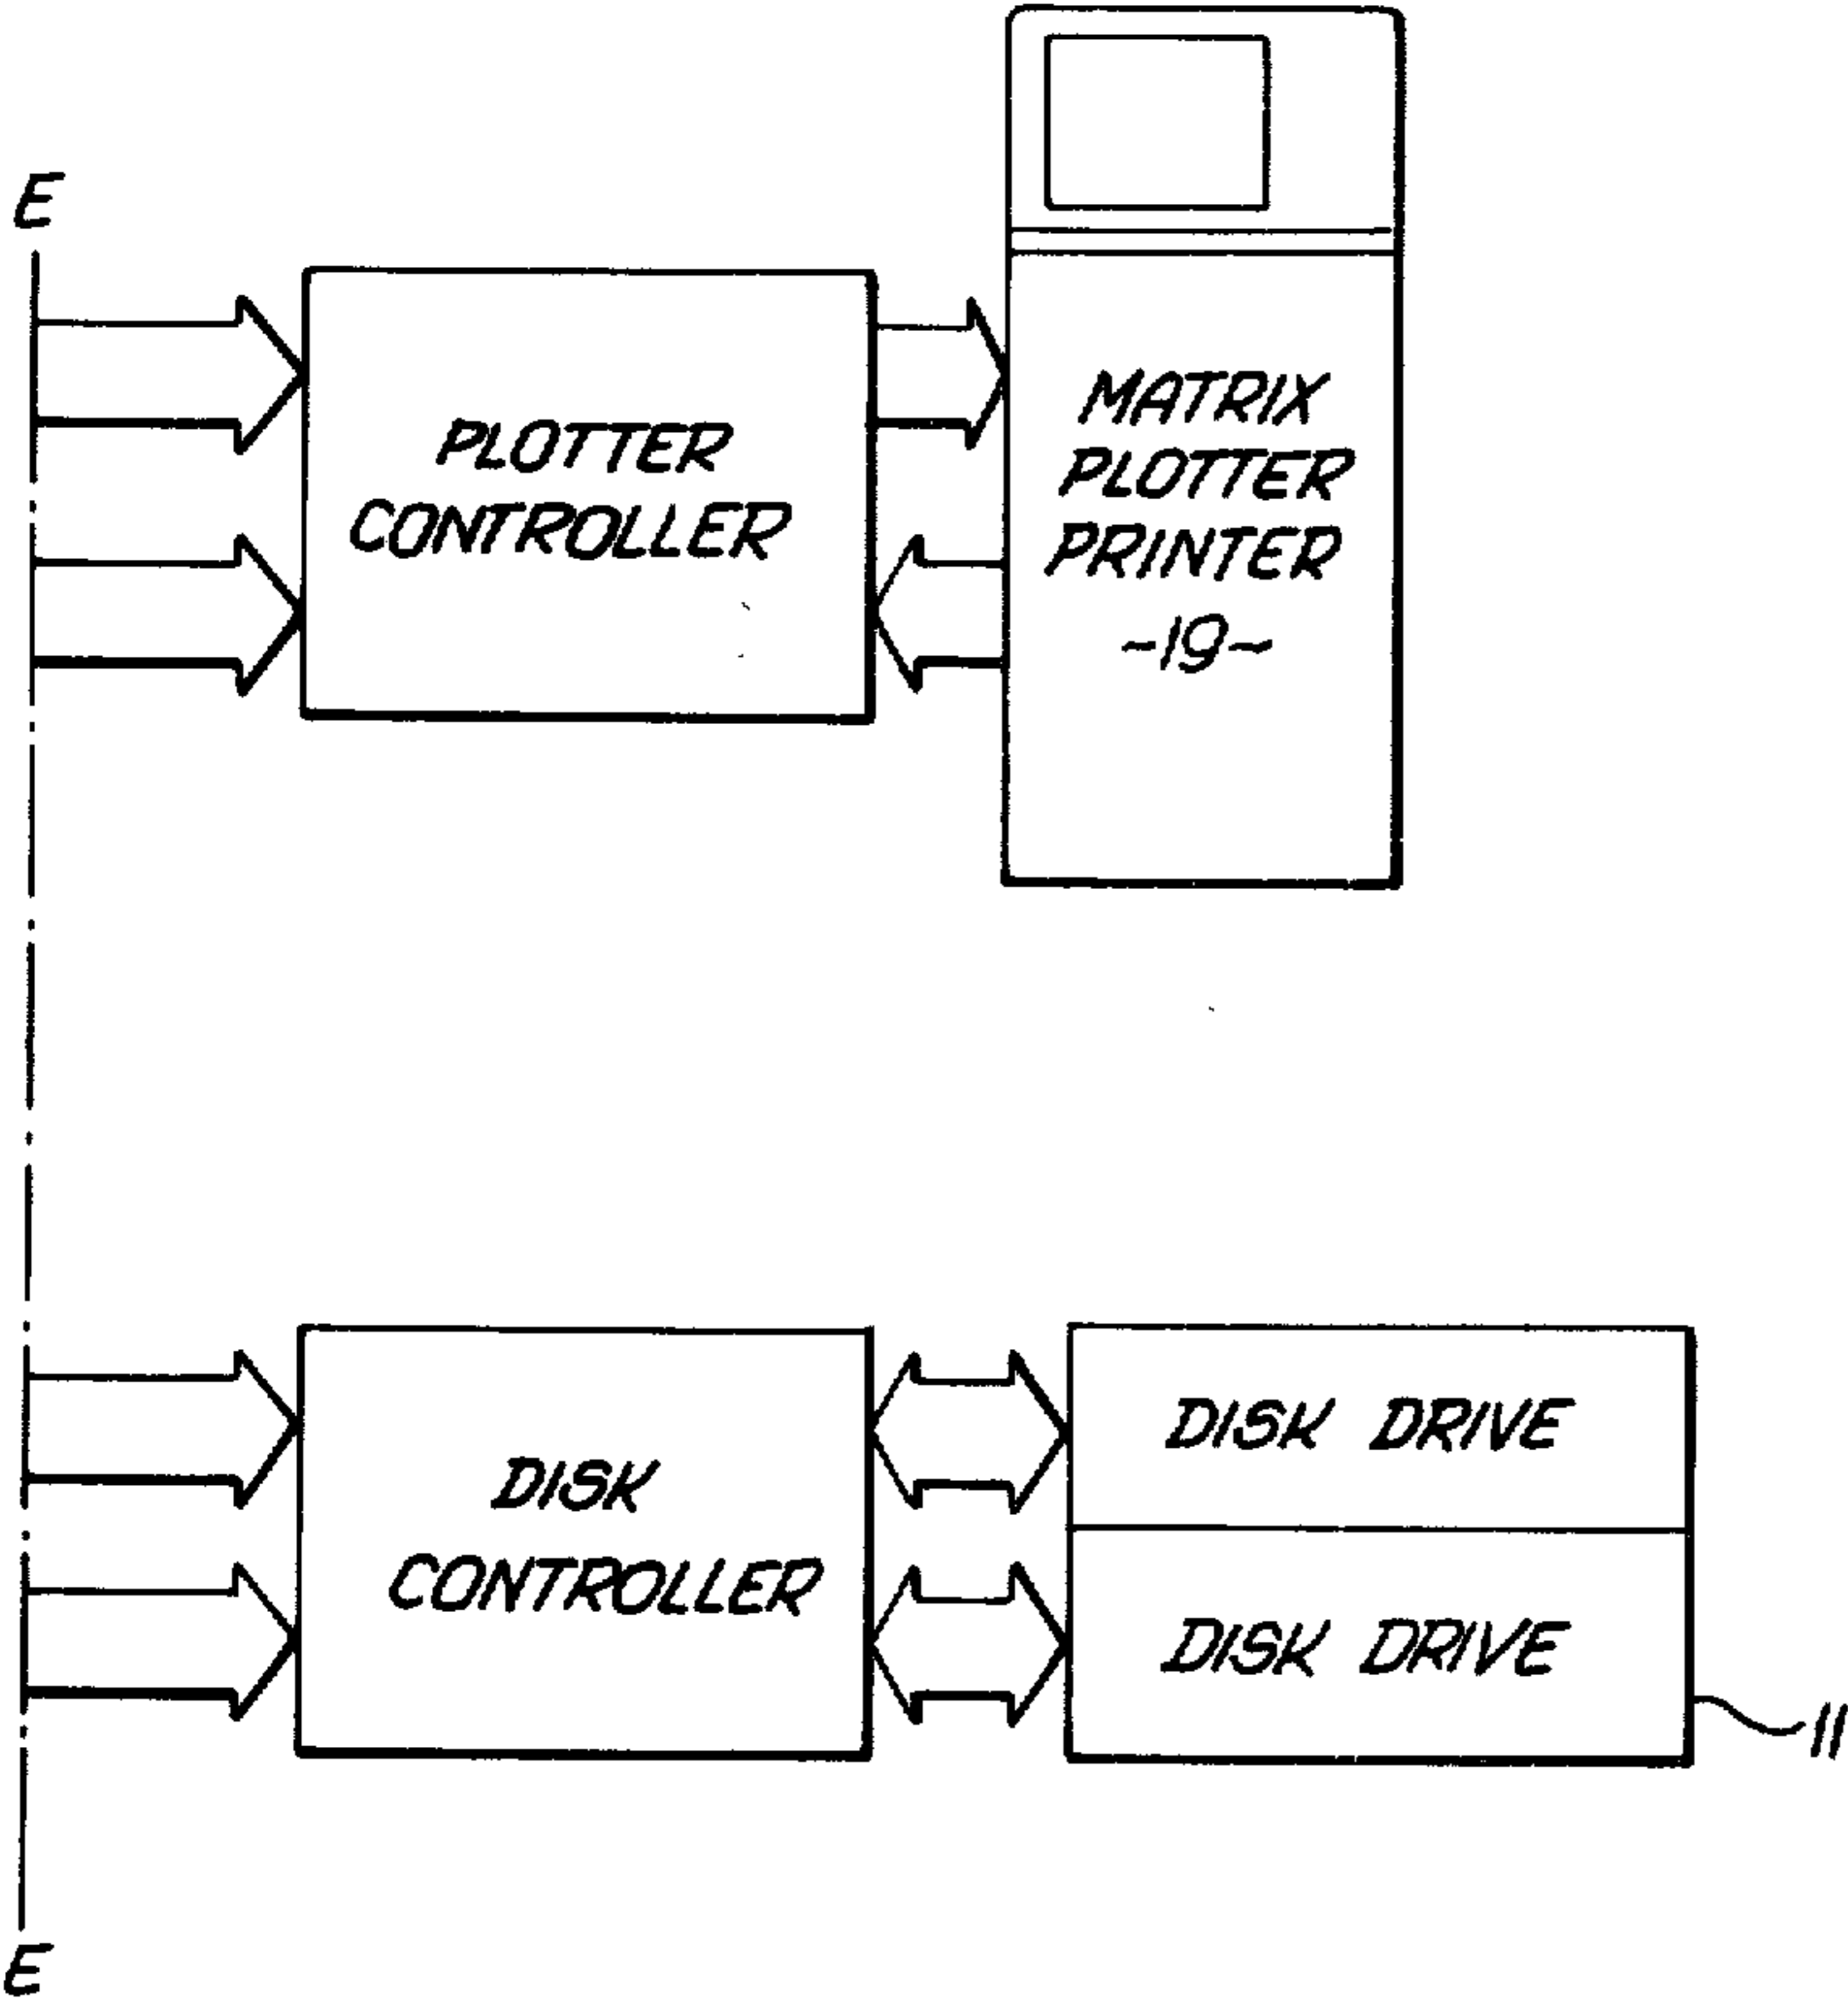 E
PLOTTER
CONTROLLER
MATRIX
PLOTTER
PRINTER
-19-
DISK
CONTROLLER
DISK DRIVE
DISK DRIVE
11
E